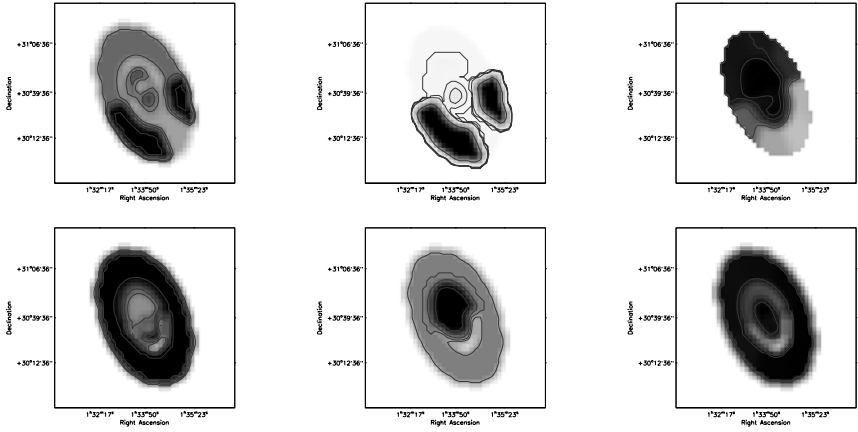 +31°06'36"
+30°39'36"
+30°12'36"
Declination
1ʰ32ᵐ17ˢ 1ʰ33ᵐ50ˢ 1ʰ35ᵐ23ˢ
Right Ascension
+31°06'36"
+30°39'36"
+30°12'36"
Declination
1ʰ32ᵐ17ˢ 1ʰ33ᵐ50ˢ 1ʰ35ᵐ23ˢ
Right Ascension
+31°06'36"
+30°39'36"
+30°12'36"
Declination
1ʰ32ᵐ17ˢ 1ʰ33ᵐ50ˢ 1ʰ35ᵐ23ˢ
Right Ascension
+31°06'36"
+30°39'36"
+30°12'36"
Declination
1ʰ32ᵐ17ˢ 1ʰ33ᵐ50ˢ 1ʰ35ᵐ23ˢ
Right Ascension
+31°06'36"
+30°39'36"
+30°12'36"
Declination
1ʰ32ᵐ17ˢ 1ʰ33ᵐ50ˢ 1ʰ35ᵐ23ˢ
Right Ascension
+31°06'36"
+30°39'36"
+30°12'36"
Declination
1ʰ32ᵐ17ˢ 1ʰ33ᵐ50ˢ 1ʰ35ᵐ23ˢ
Right Ascension